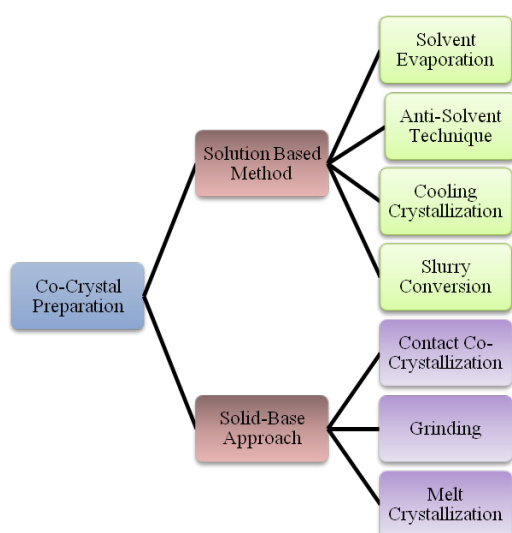 Solvent
Evaporation
Anti-Solvent
Technique
Solution Based
Method
Cooling
Crystallization
Slurry
Conversion
Co-Crystal
Preparation
Contact Co-
Crystallization
Solid-Base
Approach
Grinding
Melt
Crystallization